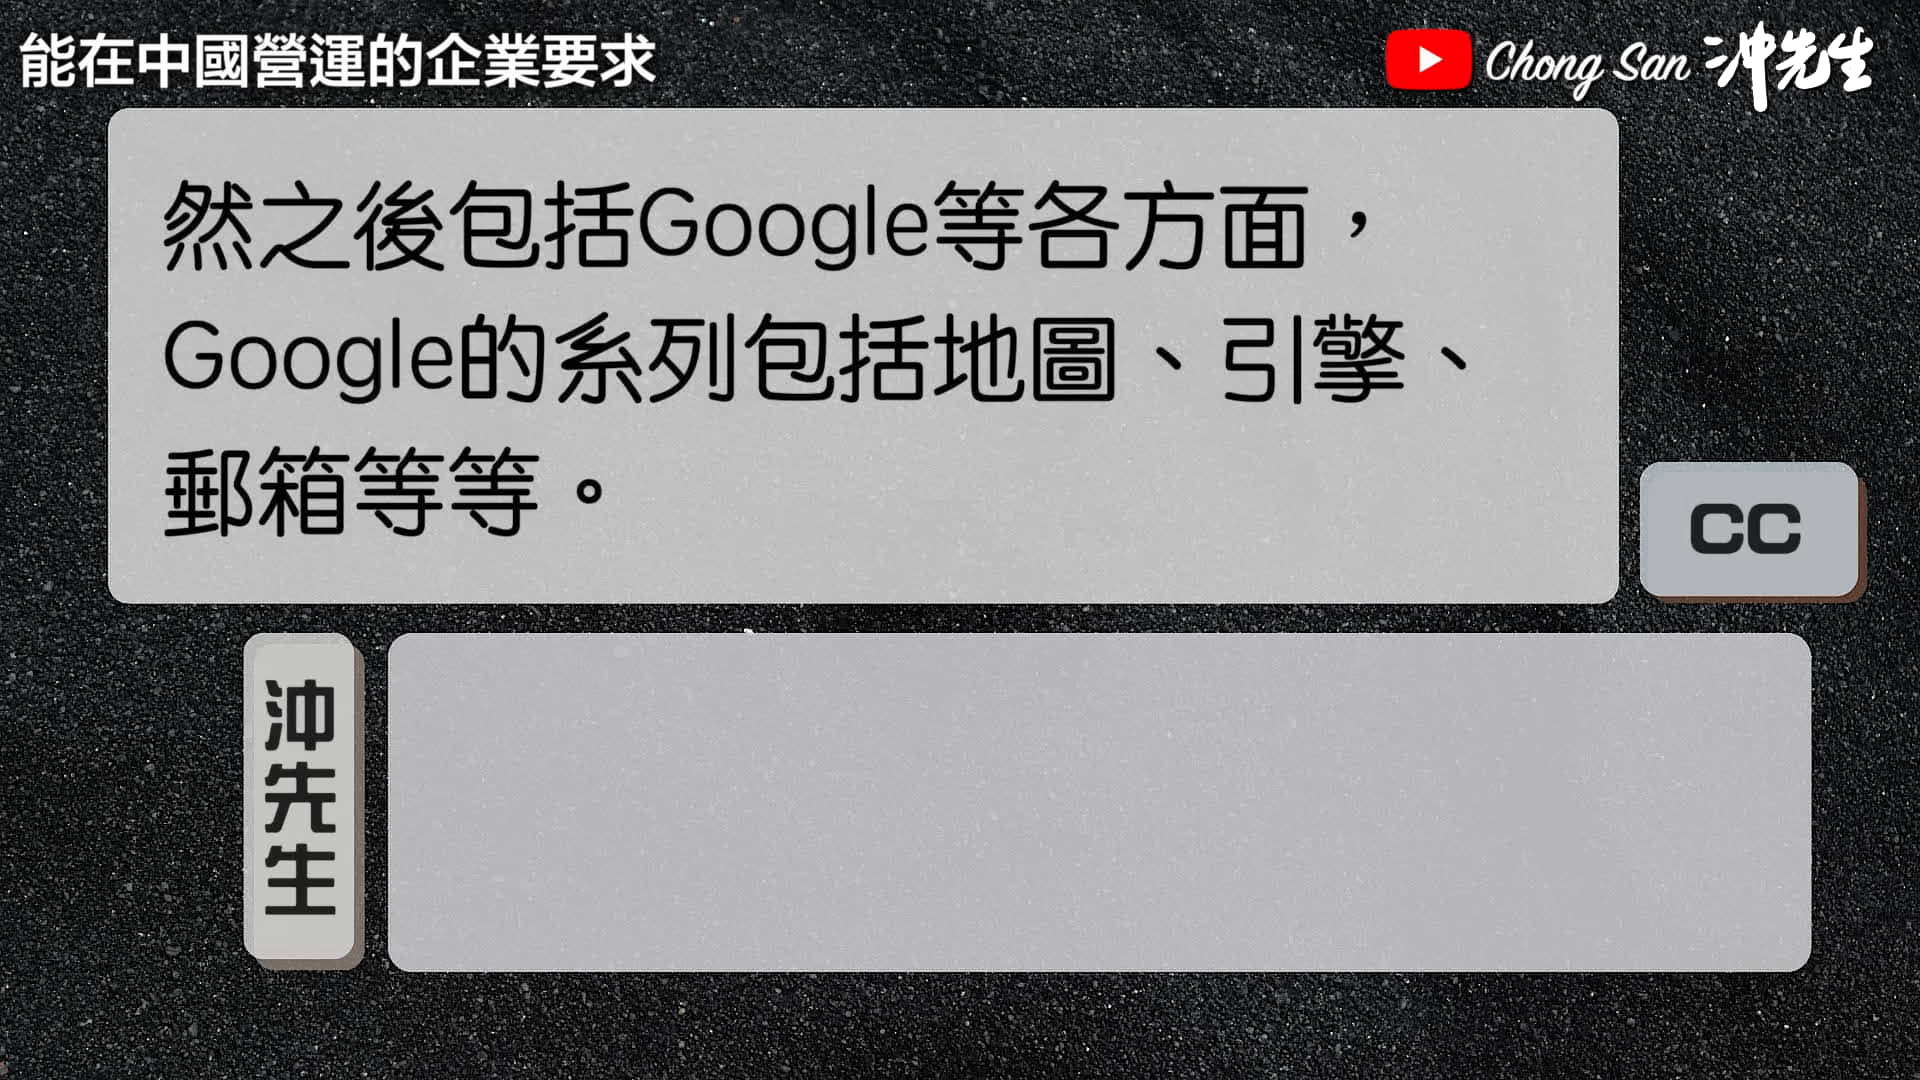 能在中國營運的企業要求
Chong San 沖先生
然之後包括Google等各方面，
Google的系列包括地圖、引擎、
郵箱等等。
CC
沖先生